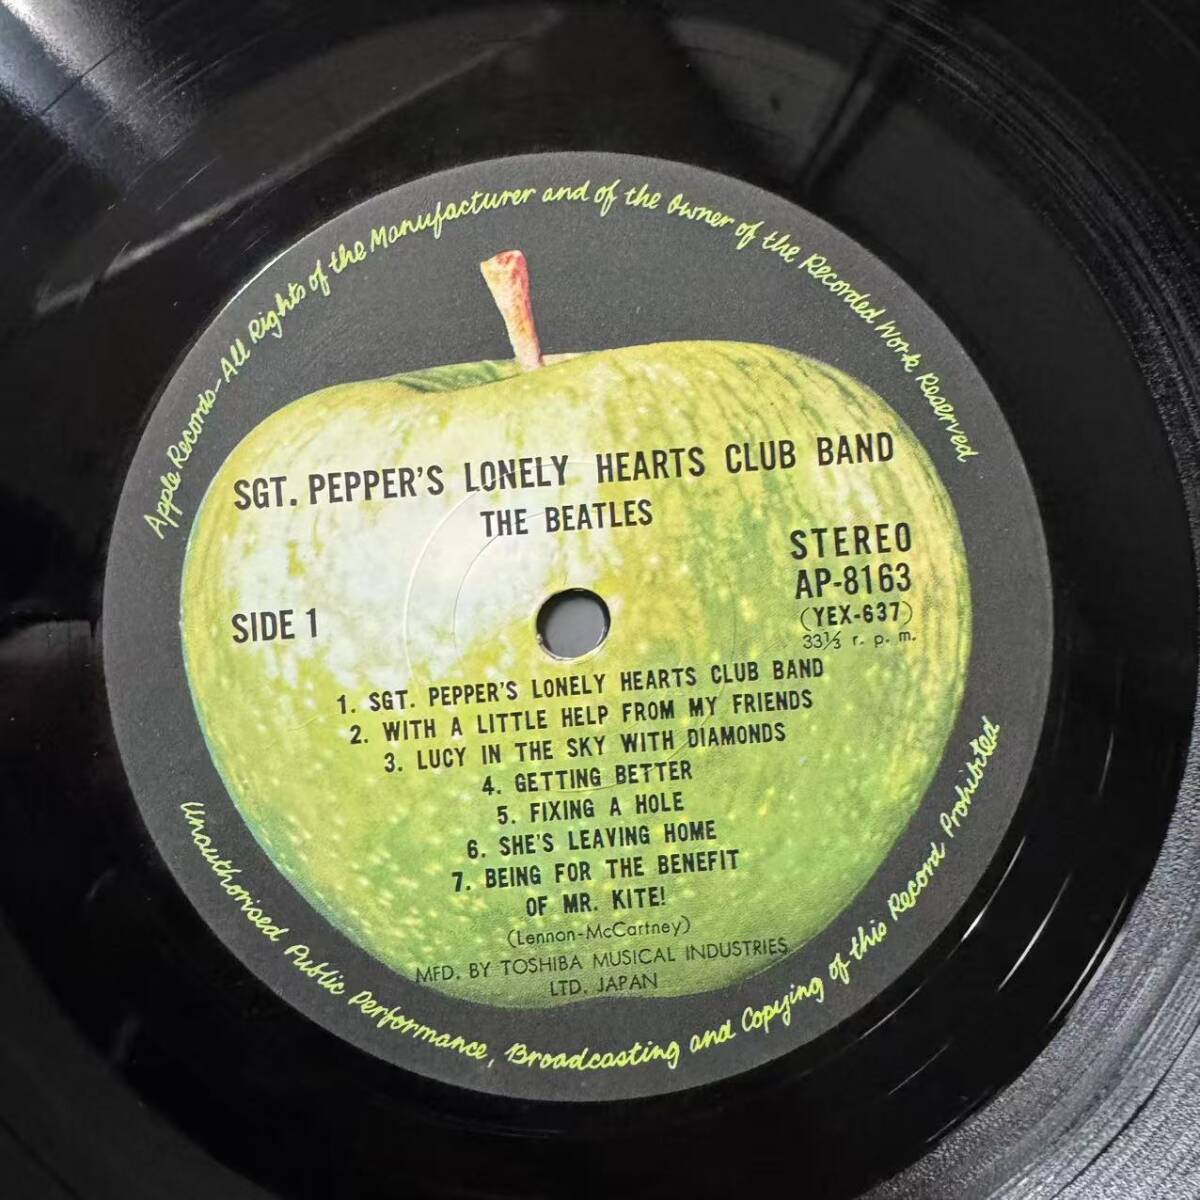 Apple Records-All Rights of the Manufacturer and of the Owner of the Recorded Work Reserved
SGT. PEPPER'S LONELY HEARTS CLUB BAND
THE BEATLES
STEREO
AP-8163
(YEX-637)
33⅓ r. p. m.
SIDE 1
1. SGT. PEPPER'S LONELY HEARTS CLUB BAND
2. WITH A LITTLE HELP FROM MY FRIENDS
3. LUCY IN THE SKY WITH DIAMONDS
4. GETTING BETTER
5. FIXING A HOLE
6. SHE'S LEAVING HOME
7. BEING FOR THE BENEFIT
OF MR. KITE!
(Lennon-McCartney)
MFD. BY TOSHIBA MUSICAL INDUSTRIES
LTD. JAPAN
Unauthorised Public Performance, Broadcasting and Copying of this Record Prohibited